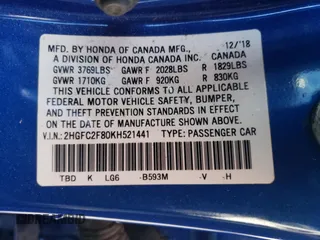 MFD. BY HONDA OF CANADA MFG., 12/'18
A DIVISION OF HONDA CANADA INC. CANADA
GVWR 3769LBS GAWR F 2028LBS R 1829LBS
GVWR 1710KG GAWR F 920KG R 830KG
THIS VEHICLE CONFORMS TO ALL APPLICABLE
FEDERAL MOTOR VEHICLE SAFETY, BUMPER,
AND THEFT PREVENTION STANDARDS IN EFFECT
ON THE DATE OF MANUFACTURE SHOWN ABOVE.
V.I.N.: 2HGFC2F80KH521441 TYPE: PASSENGER CAR
TBD K LG6 -B593M -V -H